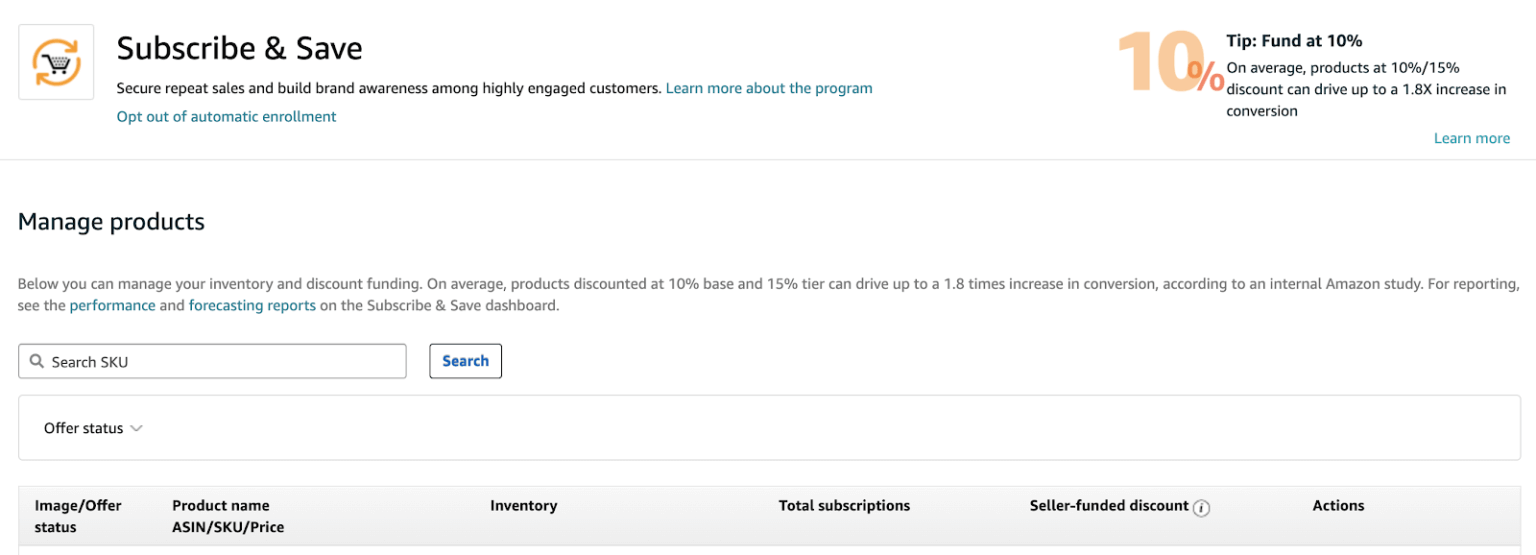 Subscribe & Save
Secure repeat sales and build brand awareness among highly engaged customers. Learn more about the program
Opt out of automatic enrollment
10%
Tip: Fund at 10%
On average, products at 10%/15%
discount can drive up to a 1.8X increase in
conversion
Learn more
Manage products
Below you can manage your inventory and discount funding. On average, products discounted at 10% base and 15% tier can drive up to a 1.8 times increase in conversion, according to an internal Amazon study. For reporting,
see the performance and forecasting reports on the Subscribe & Save dashboard.
Search SKU
Search
Offer status
Image/Offer
status
Product name
ASIN/SKU/Price
Inventory
Total subscriptions
Seller-funded discount i
Actions